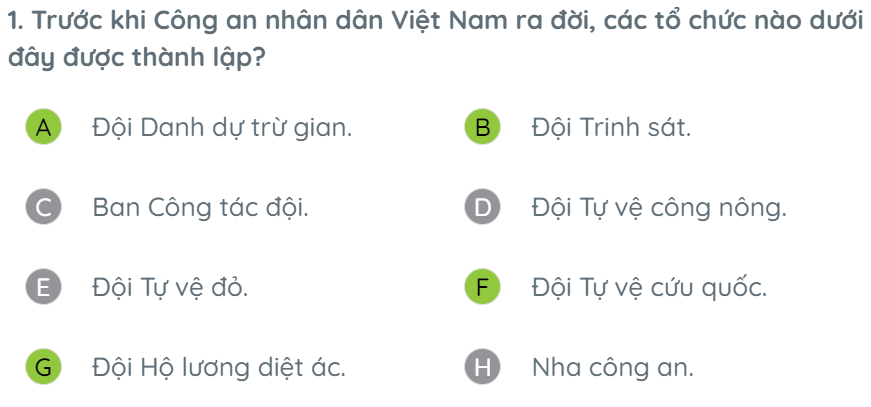 1. Trước khi Công an nhân dân Việt Nam ra đời, các tổ chức nào dưới
đây được thành lập?
A Đội Danh dự trừ gian.
B Đội Trinh sát.
C Ban Công tác đội.
D Đội Tự vệ công nông.
E Đội Tự vệ đỏ.
F Đội Tự vệ cứu quốc.
G Đội Hộ lương diệt ác.
H Nha công an.